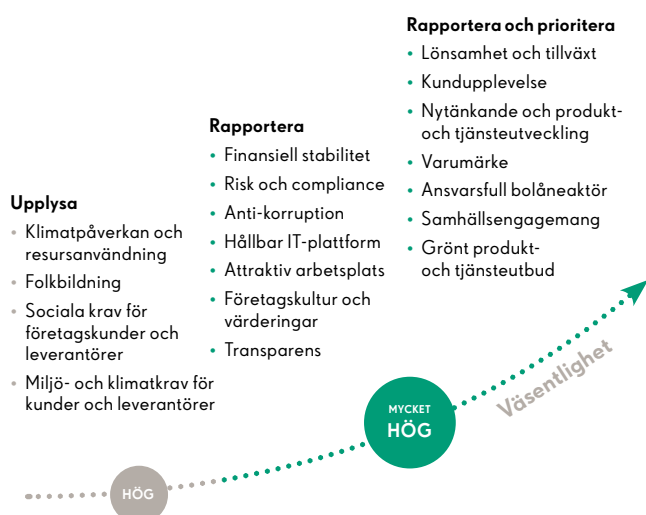 Upplysa
• Klimatpåverkan och
resursanvändning
• Folkbildning
• Sociala krav för
företagskunder och
leverantörer
• Miljö- och klimatkrav för
kunder och leverantörer
Rapportera
• Finansiell stabilitet
• Risk och compliance
• Anti-korruption
• Hållbar IT-plattform
• Attraktiv arbetsplats
• Företagskultur och
värderingar
• Transparens
Rapportera och prioritera
• Lönsamhet och tillväxt
• Kundupplevelse
• Nytänkande och produkt-
och tjänsteutveckling
• Varumärke
• Ansvarsfull bolåneaktör
• Samhällsengagemang
• Grönt produkt-
och tjänsteutbud
HÖG
MYCKET
HÖG
Väsentlighet